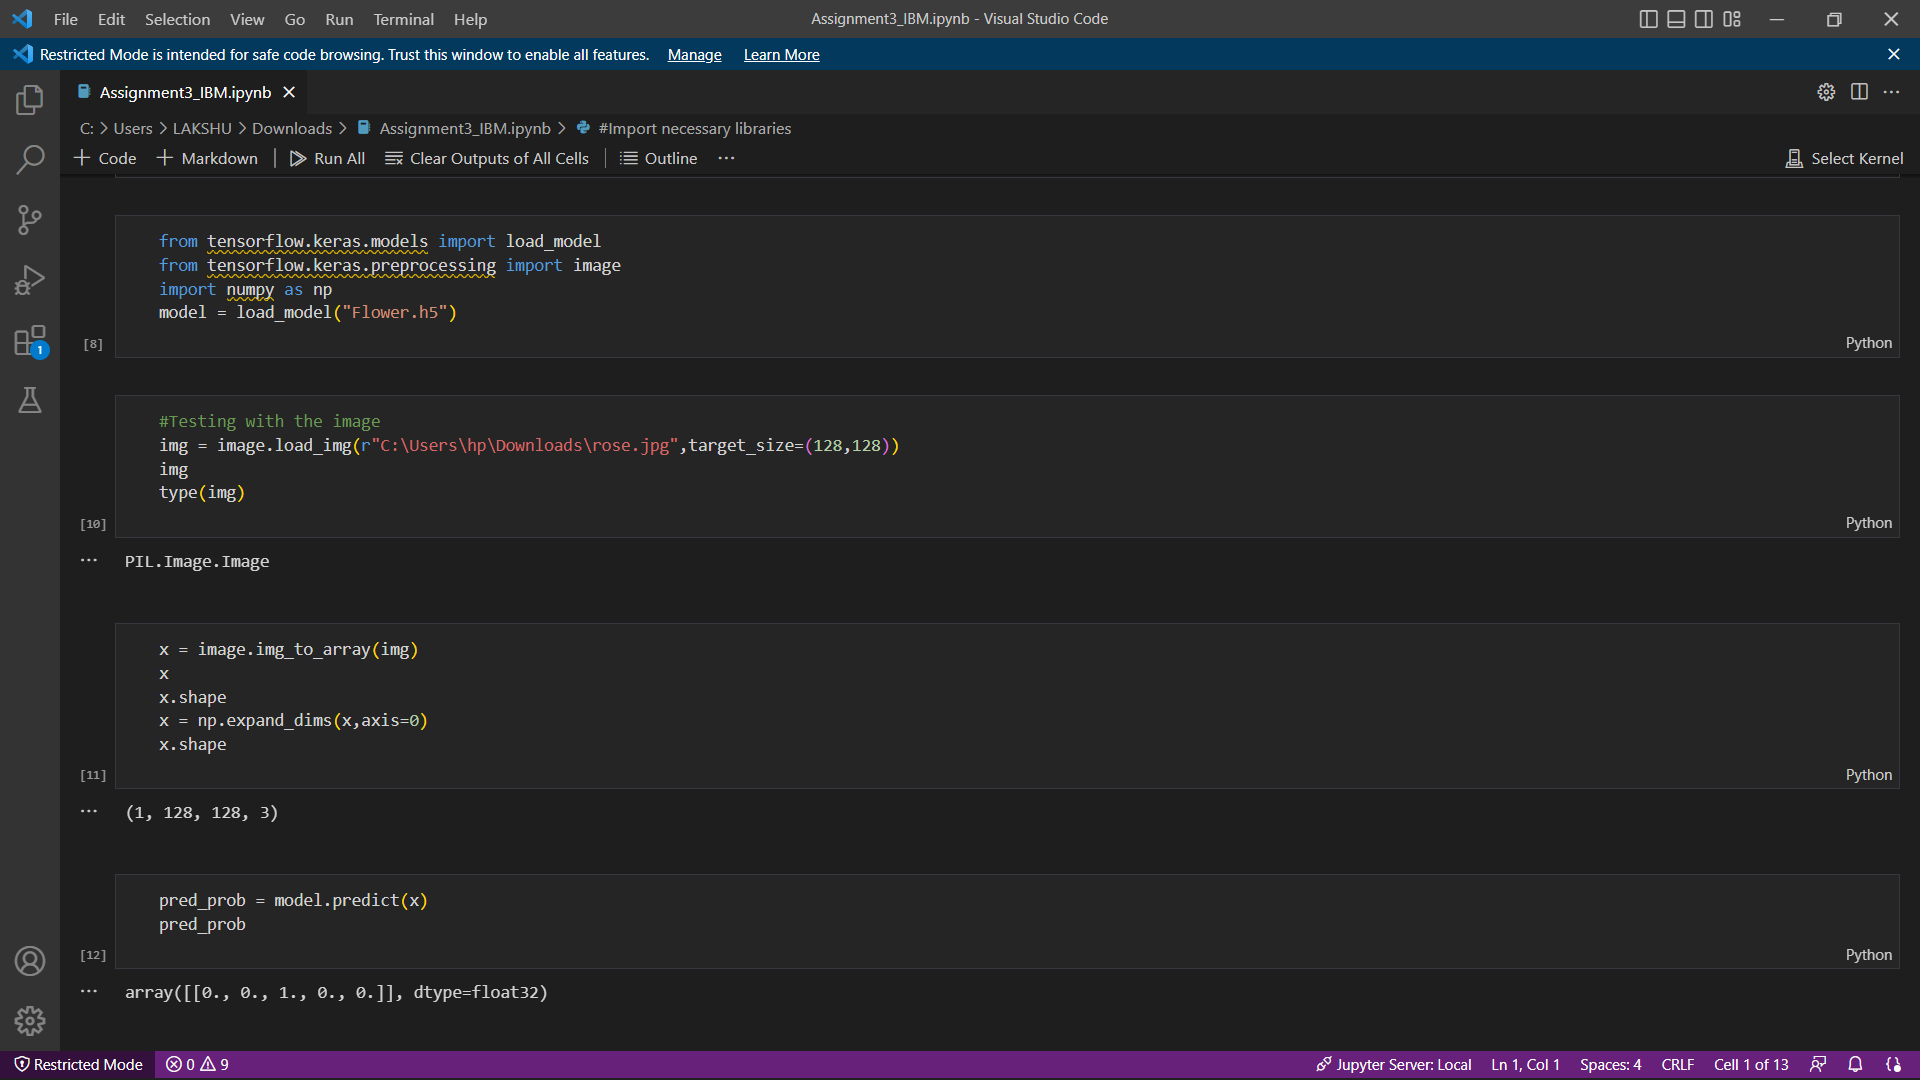 File Edit Selection View Go Run Terminal Help
Assignment3_IBM.ipynb - Visual Studio Code
Restricted Mode is intended for safe code browsing. Trust this window to enable all features. Manage Learn More
Assignment3_IBM.ipynb
C: > Users > LAKSHU > Downloads > Assignment3_IBM.ipynb > #Import necessary libraries
+ Code + Markdown | Run All Clear Outputs of All Cells | Outline ... Select Kernel
from tensorflow.keras.models import load_model
from tensorflow.keras.preprocessing import image
import numpy as np
model = load_model("Flower.h5")
[8] Python
#Testing with the image
img = image.load_img(r"C:\Users\hp\Downloads\rose.jpg",target_size=(128,128))
img
type(img)
[10] Python
... PIL.Image.Image
x = image.img_to_array(img)
x
x.shape
x = np.expand_dims(x,axis=0)
x.shape
[11] Python
... (1, 128, 128, 3)
pred_prob = model.predict(x)
pred_prob
[12] Python
... array([[0., 0., 1., 0., 0.]], dtype=float32)
1
Restricted Mode 0 9 Jupyter Server: Local Ln 1, Col 1 Spaces: 4 CRLF Cell 1 of 13